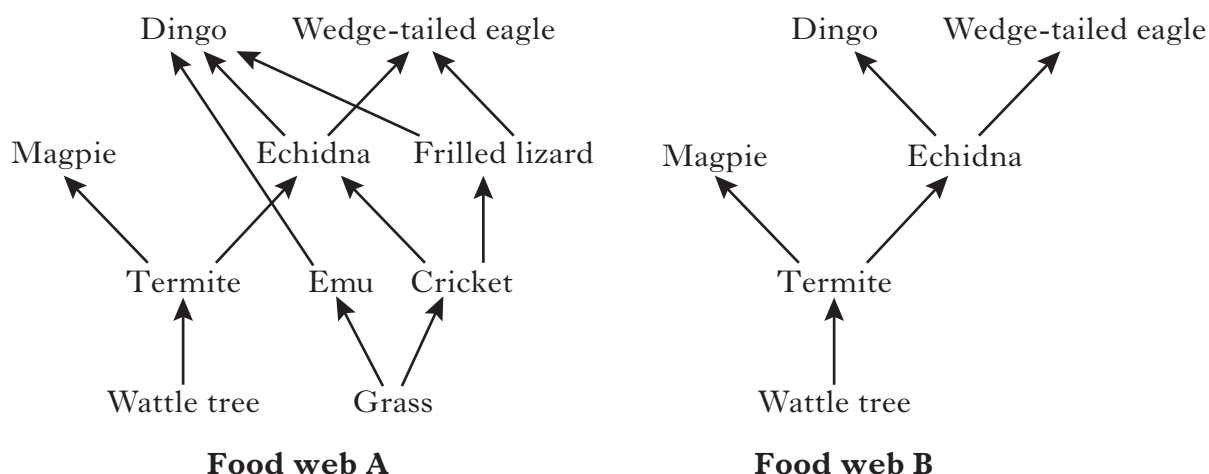 Dingo
Wedge-tailed eagle
Magpie
Echidna
Frilled lizard
Termite
Emu
Cricket
Wattle tree
Grass
Food web A
Dingo
Wedge-tailed eagle
Magpie
Echidna
Termite
Wattle tree
Food web B